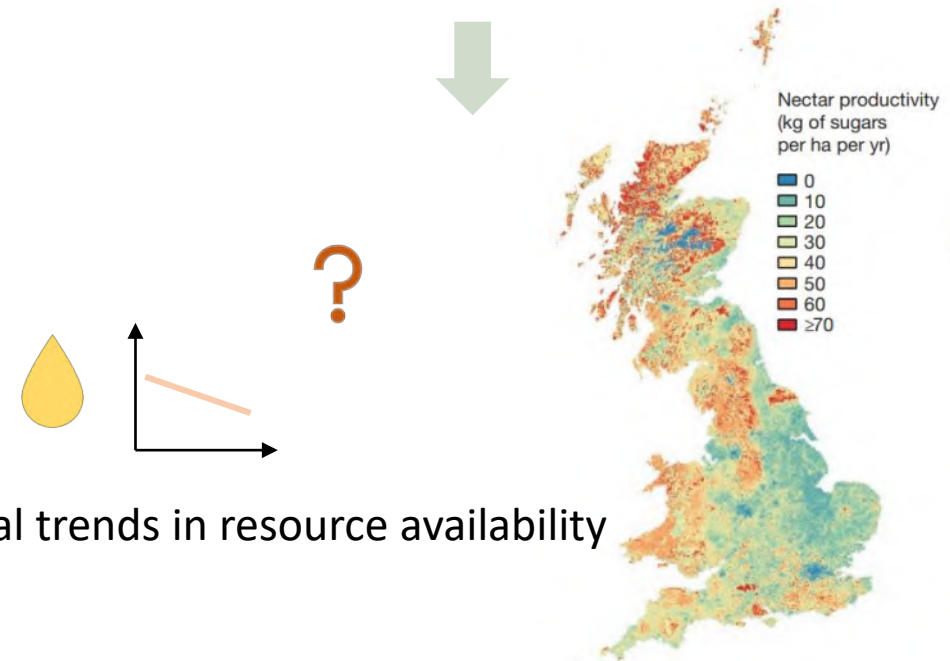 ?
Nectar productivity
(kg of sugars
per ha per yr)
0
10
20
30
40
50
60
≥70
al trends in resource availability